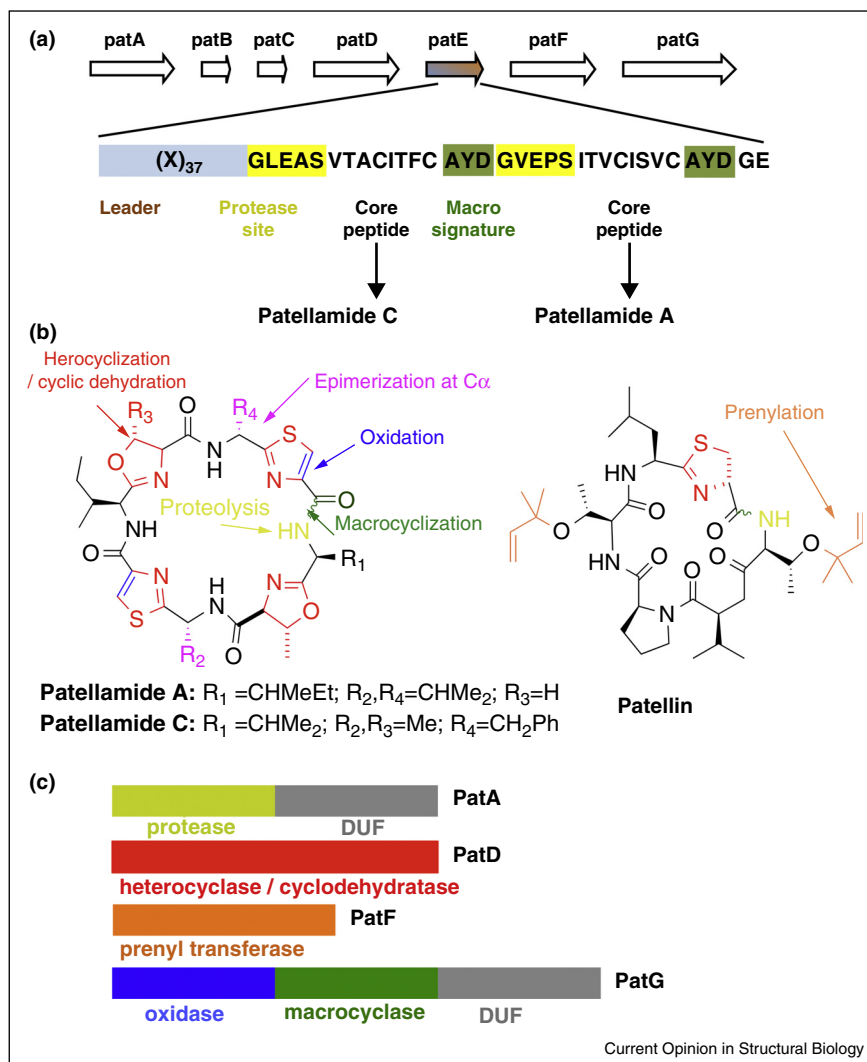 (a)
patA patB patC patD patE patF patG
(X)37 GLEAS VTACITFC AYD GVEPS ITVCISVC AYD GE
Leader Protease site Core peptide Macro signature Core peptide
Patellamide C Patellamide A
(b)
Herocyclization / cyclic dehydration
Epimerization at Cα
Oxidation
Proteolysis
Macrocyclization
R3 O H N R4 S
O N N O
NH HN
O R1
N H N N
S O O
R2
Prenylation
S
N H N
O O O NH
O N H O O O
O N O
Patellamide A: R1 =CHMeEt; R2,R4=CHMe2; R3=H
Patellamide C: R1 =CHMe2; R2,R3=Me; R4=CH2Ph
Patellin
(c)
PatA
protease DUF
PatD
heterocyclase / cyclodehydratase
PatF
prenyl transferase
PatG
oxidase macrocyclase DUF
Current Opinion in Structural Biology